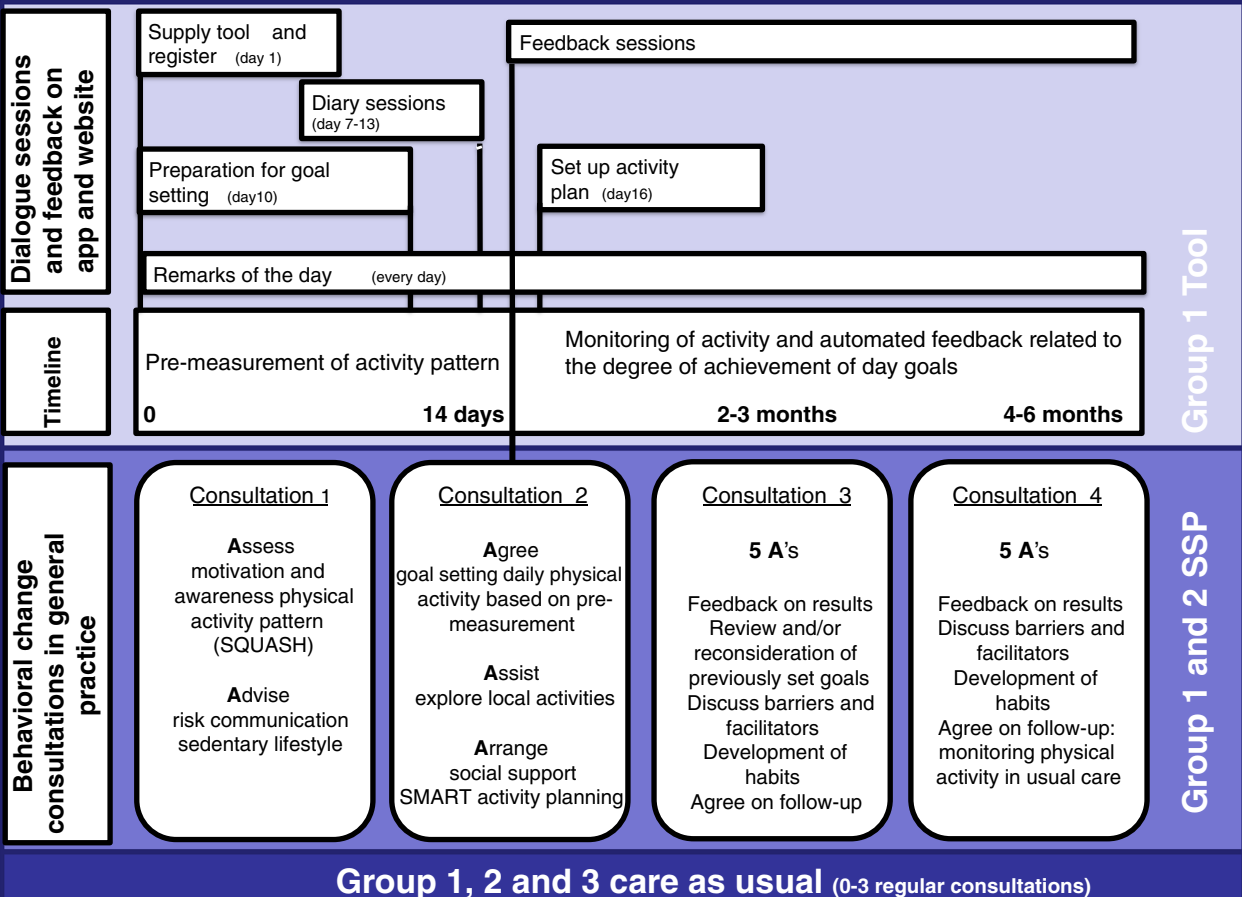 Dialogue sessions
and feedback on
app and website
Supply tool and
register (day 1)
Feedback sessions
Diary sessions
(day 7-13)
Preparation for goal
setting (day10)
Set up activity
plan (day16)
Remarks of the day (every day)
Group 1 Tool
Timeline
Pre-measurement of activity pattern
Monitoring of activity and automated feedback related to
the degree of achievement of day goals
0 14 days 2-3 months 4-6 months
Behavioral change
consultations in general
practice
Consultation 1
Assess
motivation and
awareness physical
activity pattern
(SQUASH)
Advise
risk communication
sedentary lifestyle
Consultation 2
Agree
goal setting daily physical
activity based on pre-
measurement
Assist
explore local activities
Arrange
social support
SMART activity planning
Consultation 3
5 A's
Feedback on results
Review and/or
reconsideration of
previously set goals
Discuss barriers and
facilitators
Development of
habits
Agree on follow-up
Consultation 4
5 A's
Feedback on results
Discuss barriers and
facilitators
Development of
habits
Agree on follow-up:
monitoring physical
activity in usual care
Group 1 and 2 SSP
Group 1, 2 and 3 care as usual (0-3 regular consultations)